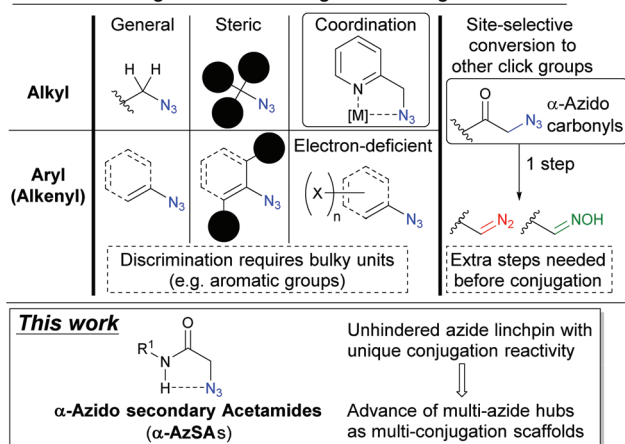 General
Steric
Coordination
Site-selective
conversion to
other click groups
Alkyl
H H
N3
N3
N
[M] N3
O
N3
α-Azido
carbonyls
1 step
Aryl
(Alkenyl)
N3
N3
Electron-deficient
(X)n
N3
N2
NOH
Discrimination requires bulky units
(e.g. aromatic groups)
Extra steps needed
before conjugation
This work
O
R1
N
H N3
α-Azido secondary Acetamides
(α-AzSAs)
Unhindered azide linchpin with
unique conjugation reactivity
Advance of multi-azide hubs
as multi-conjugation scaffolds